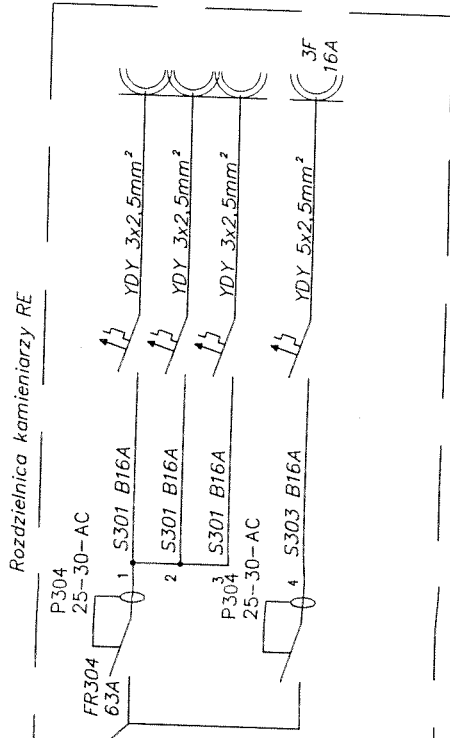 Rozdzielnica kamieniarzy RE
3F
16A
YDY 3x2,5mm²
YDY 3x2,5mm²
YDY 3x2,5mm²
YDY 5x2,5mm²
S301 B16A
S301 B16A
S301 B16A
S303 B16A
P304
25-30-AC
1
2
3
P304
25-30-AC
4
FR304
63A